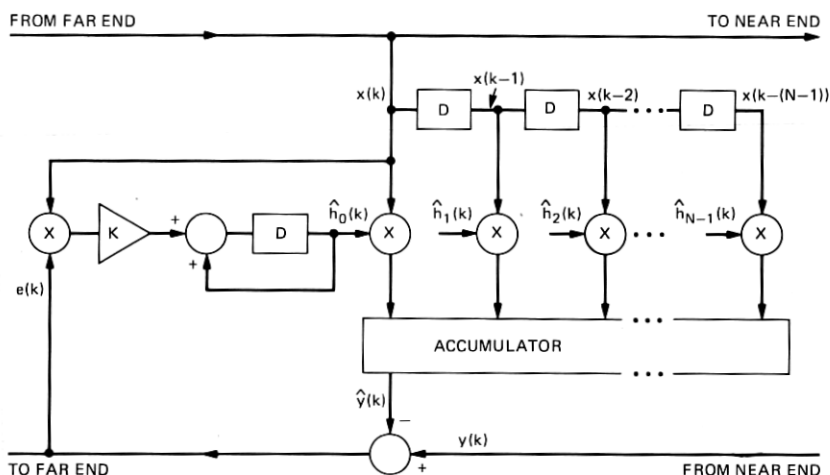 FROM FAR END
TO NEAR END
x(k)
x(k−1)
x(k−2)
x(k−(N−1))
D
D
D
ĥ₀(k)
ĥ₁(k)
ĥ₂(k)
ĥN−1(k)
X
K
+
+
D
X
X
X
X
e(k)
ACCUMULATOR
ŷ(k)
−
y(k)
+
TO FAR END
FROM NEAR END